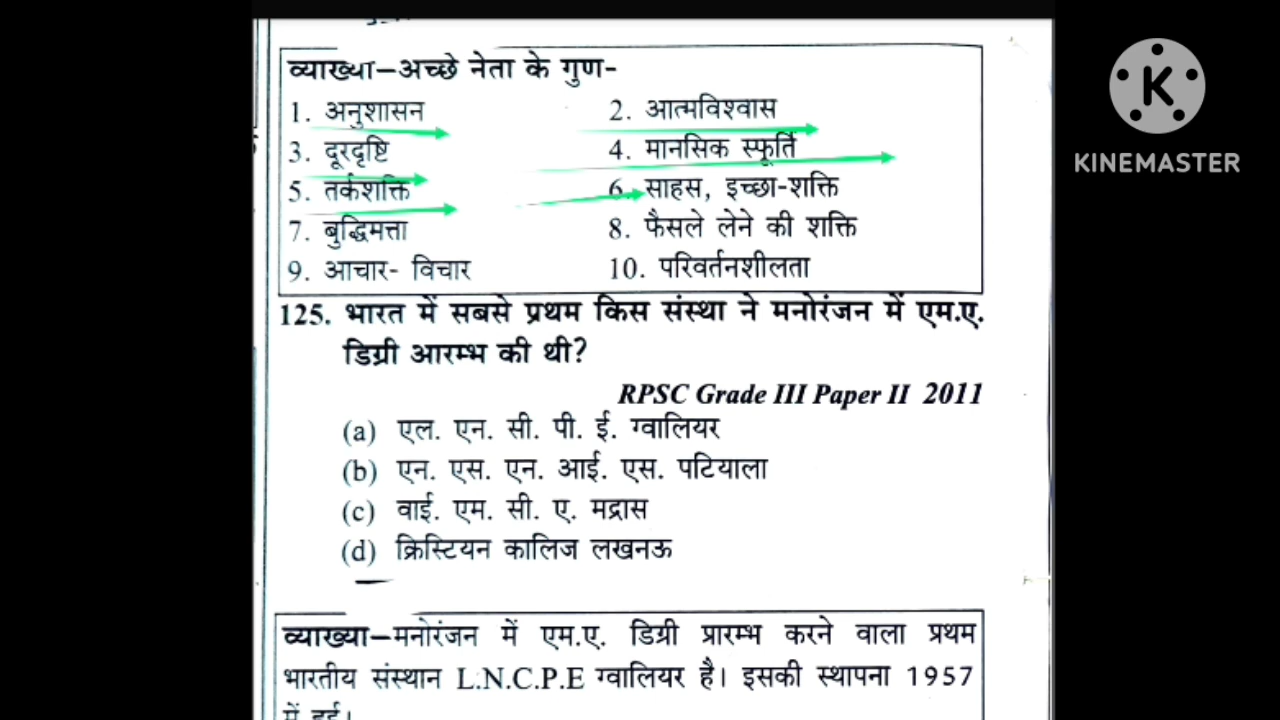 व्याख्या–अच्छे नेता के गुण-
1. अनुशासन 2. आत्मविश्वास
3. दूरदृष्टि 4. मानसिक स्फूर्ति
5. तर्कशक्ति 6. साहस, इच्छा-शक्ति
7. बुद्धिमत्ता 8. फैसले लेने की शक्ति
9. आचार- विचार 10. परिवर्तनशीलता
125. भारत में सबसे प्रथम किस संस्था ने मनोरंजन में एम.ए.
डिग्री आरम्भ की थी?
RPSC Grade III Paper II 2011
(a) एल. एन. सी. पी. ई. ग्वालियर
(b) एन. एस. एन. आई. एस. पटियाला
(c) वाई. एम. सी. ए. मद्रास
(d) क्रिस्टियन कालिज लखनऊ
व्याख्या–मनोरंजन में एम.ए. डिग्री प्रारम्भ करने वाला प्रथम
भारतीय संस्थान L.N.C.P.E ग्वालियर है। इसकी स्थापना 1957
में हुई।
KINEMASTER